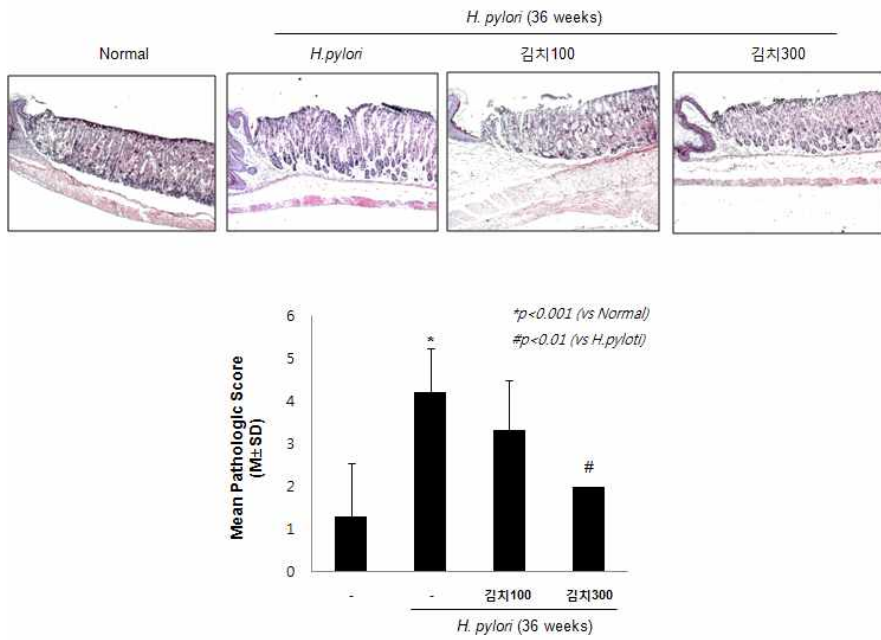 H. pylori (36 weeks)
Normal
H.pylori
김치100
김치300
*p<0.001 (vs Normal)
#p<0.01 (vs H.pyloti)
Mean Pathologic Score
(M±SD)
6
5
4
3
2
1
0
*
#
-
-
김치100
김치300
H. pylori (36 weeks)